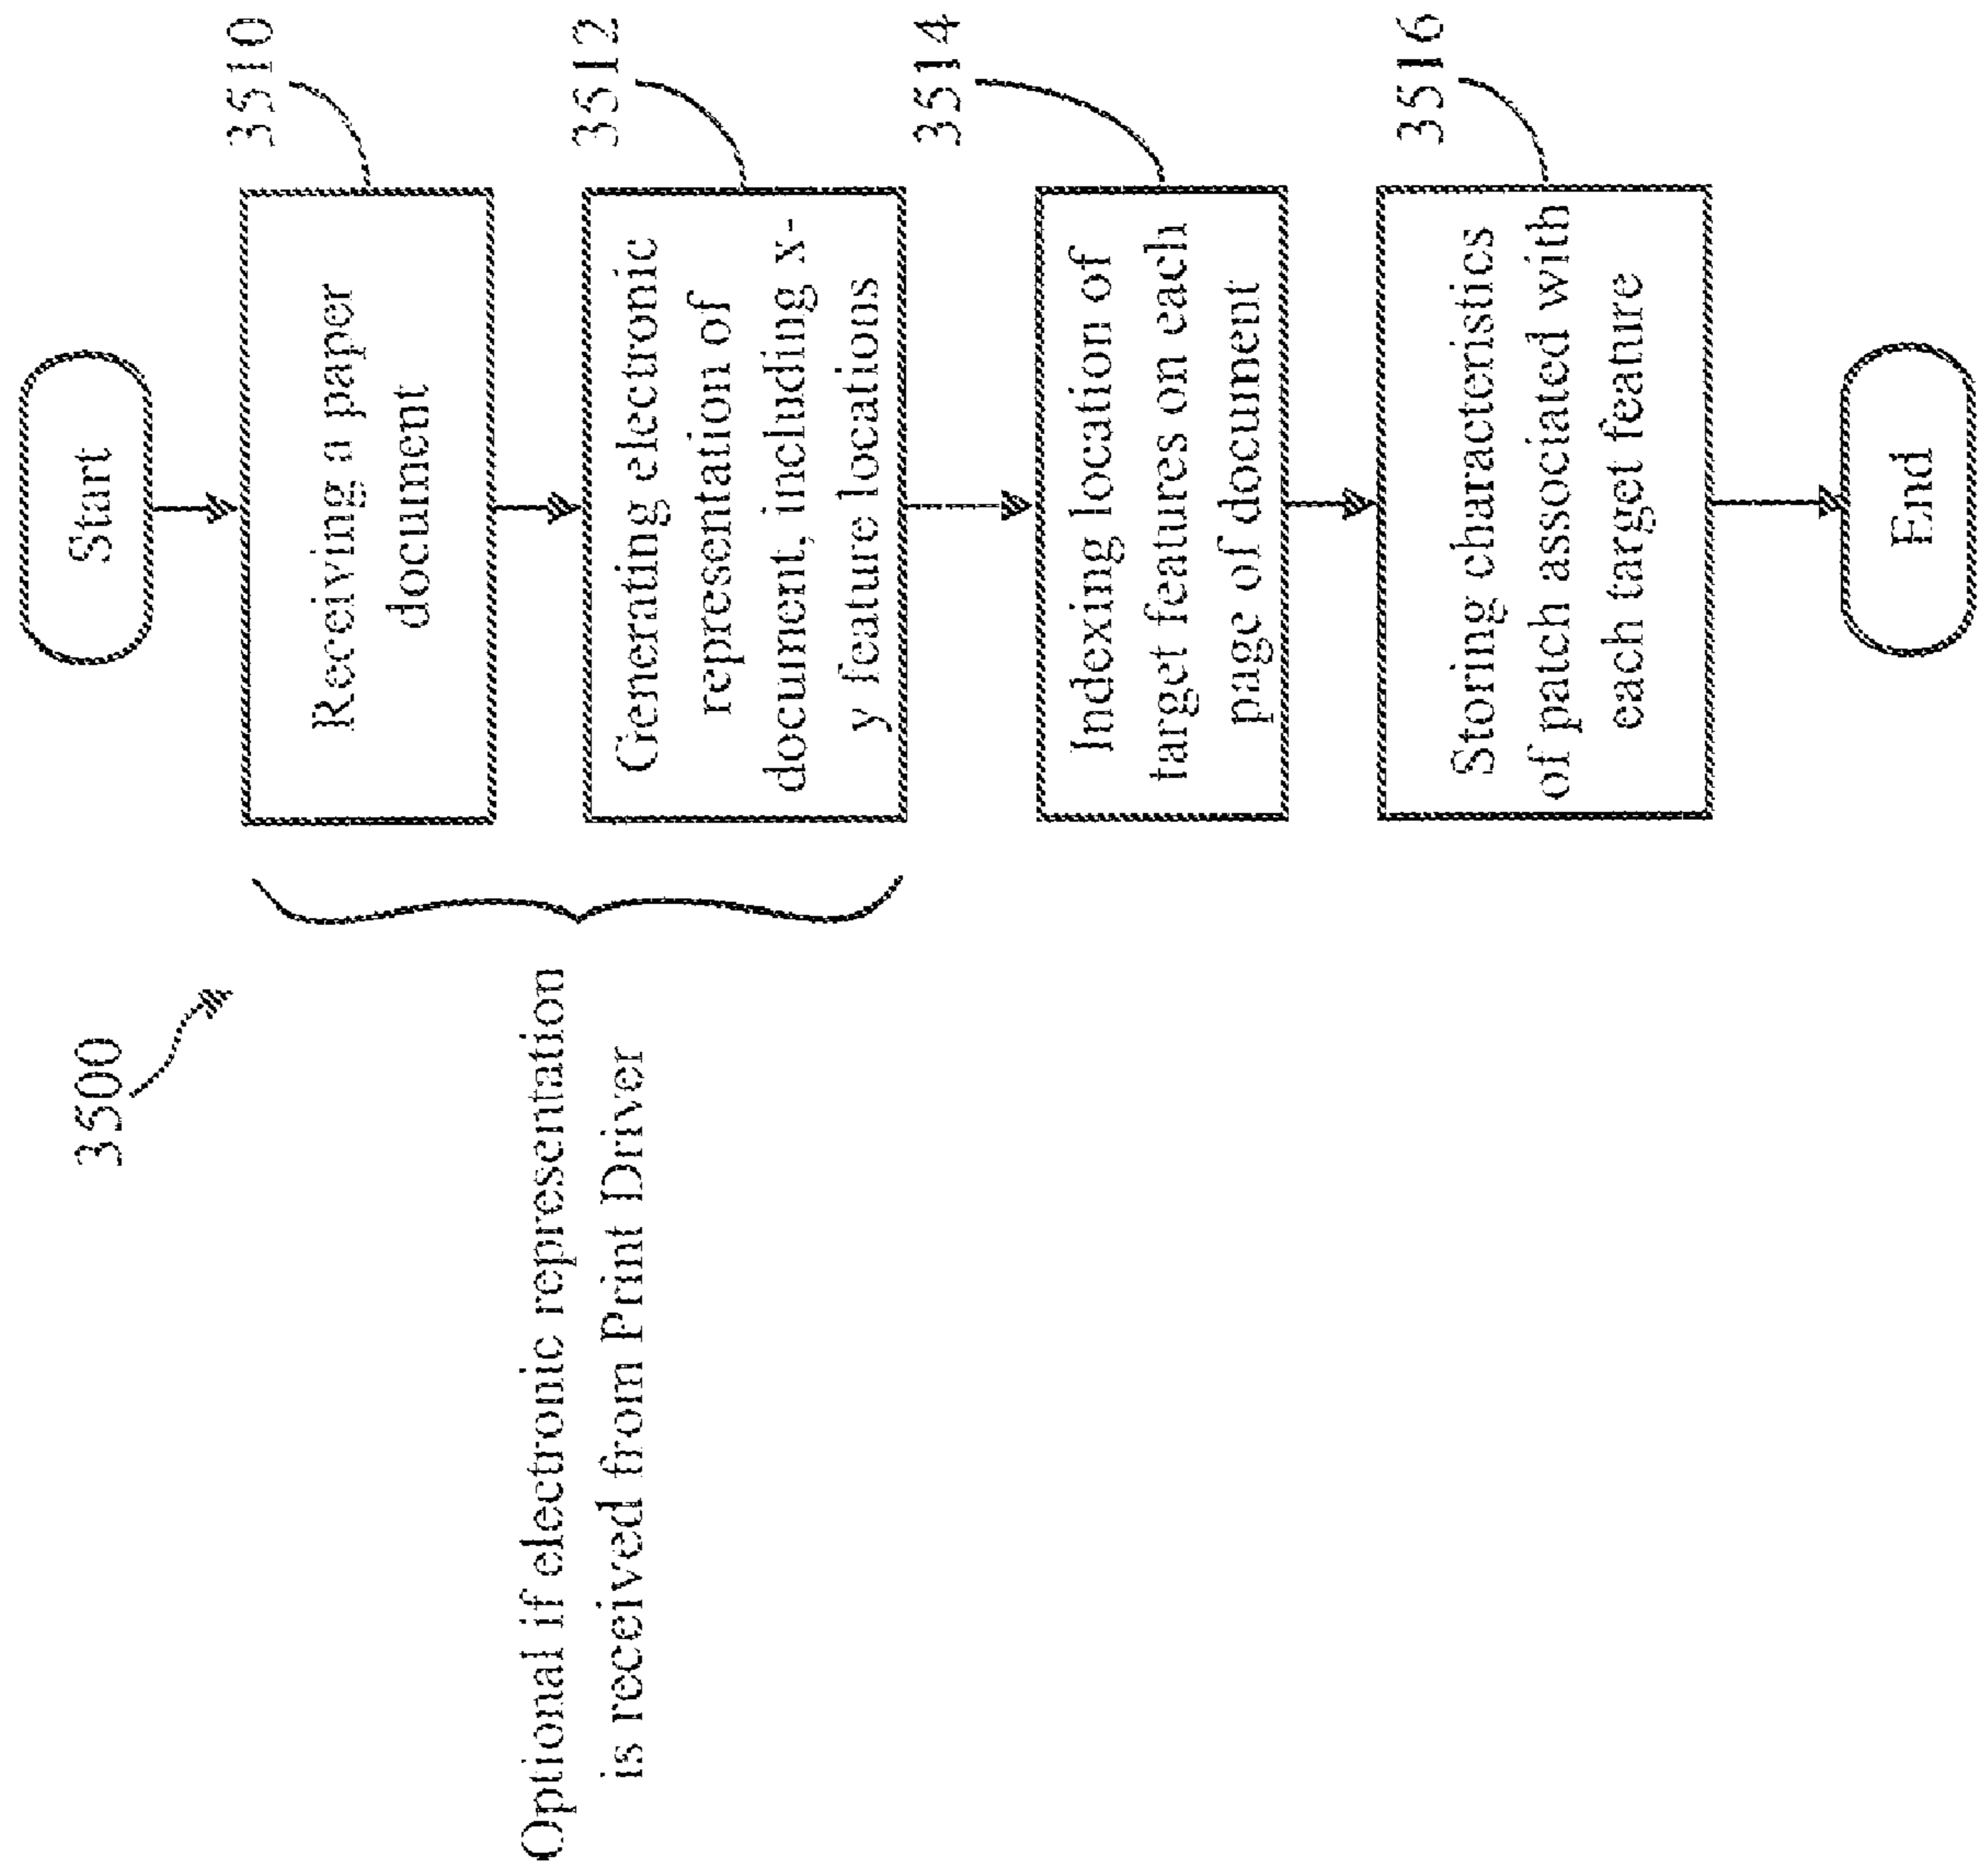 3500
Start
Receiving a paper
document
3510
Optional if electronic representation
is received from Print Driver
Generating electronic
representation of
document, including x-
y feature locations
3512
Indexing location of
target features on each
page of document
3514
Storing characteristics
of patch associated with
each target feature
3516
End